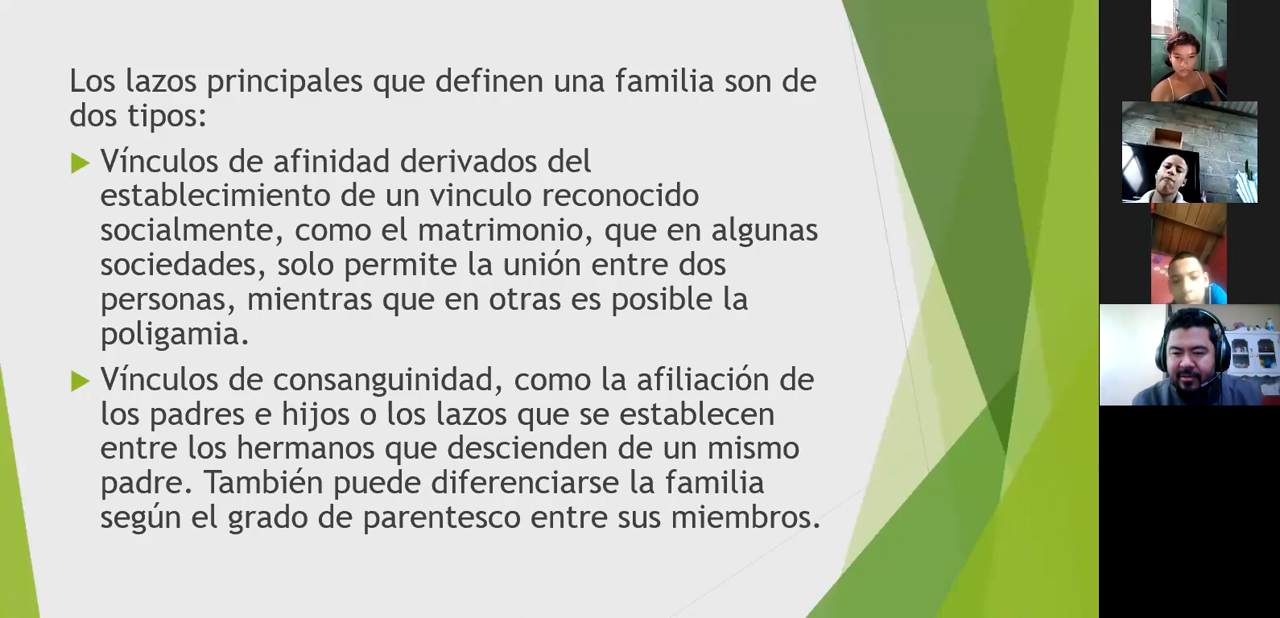 Los lazos principales que definen una familia son de
dos tipos:
Vínculos de afinidad derivados del
establecimiento de un vinculo reconocido
socialmente, como el matrimonio, que en algunas
sociedades, solo permite la unión entre dos
personas, mientras que en otras es posible la
poligamia.
Vínculos de consanguinidad, como la afiliación de
los padres e hijos o los lazos que se establecen
entre los hermanos que descienden de un mismo
padre. También puede diferenciarse la familia
según el grado de parentesco entre sus miembros.